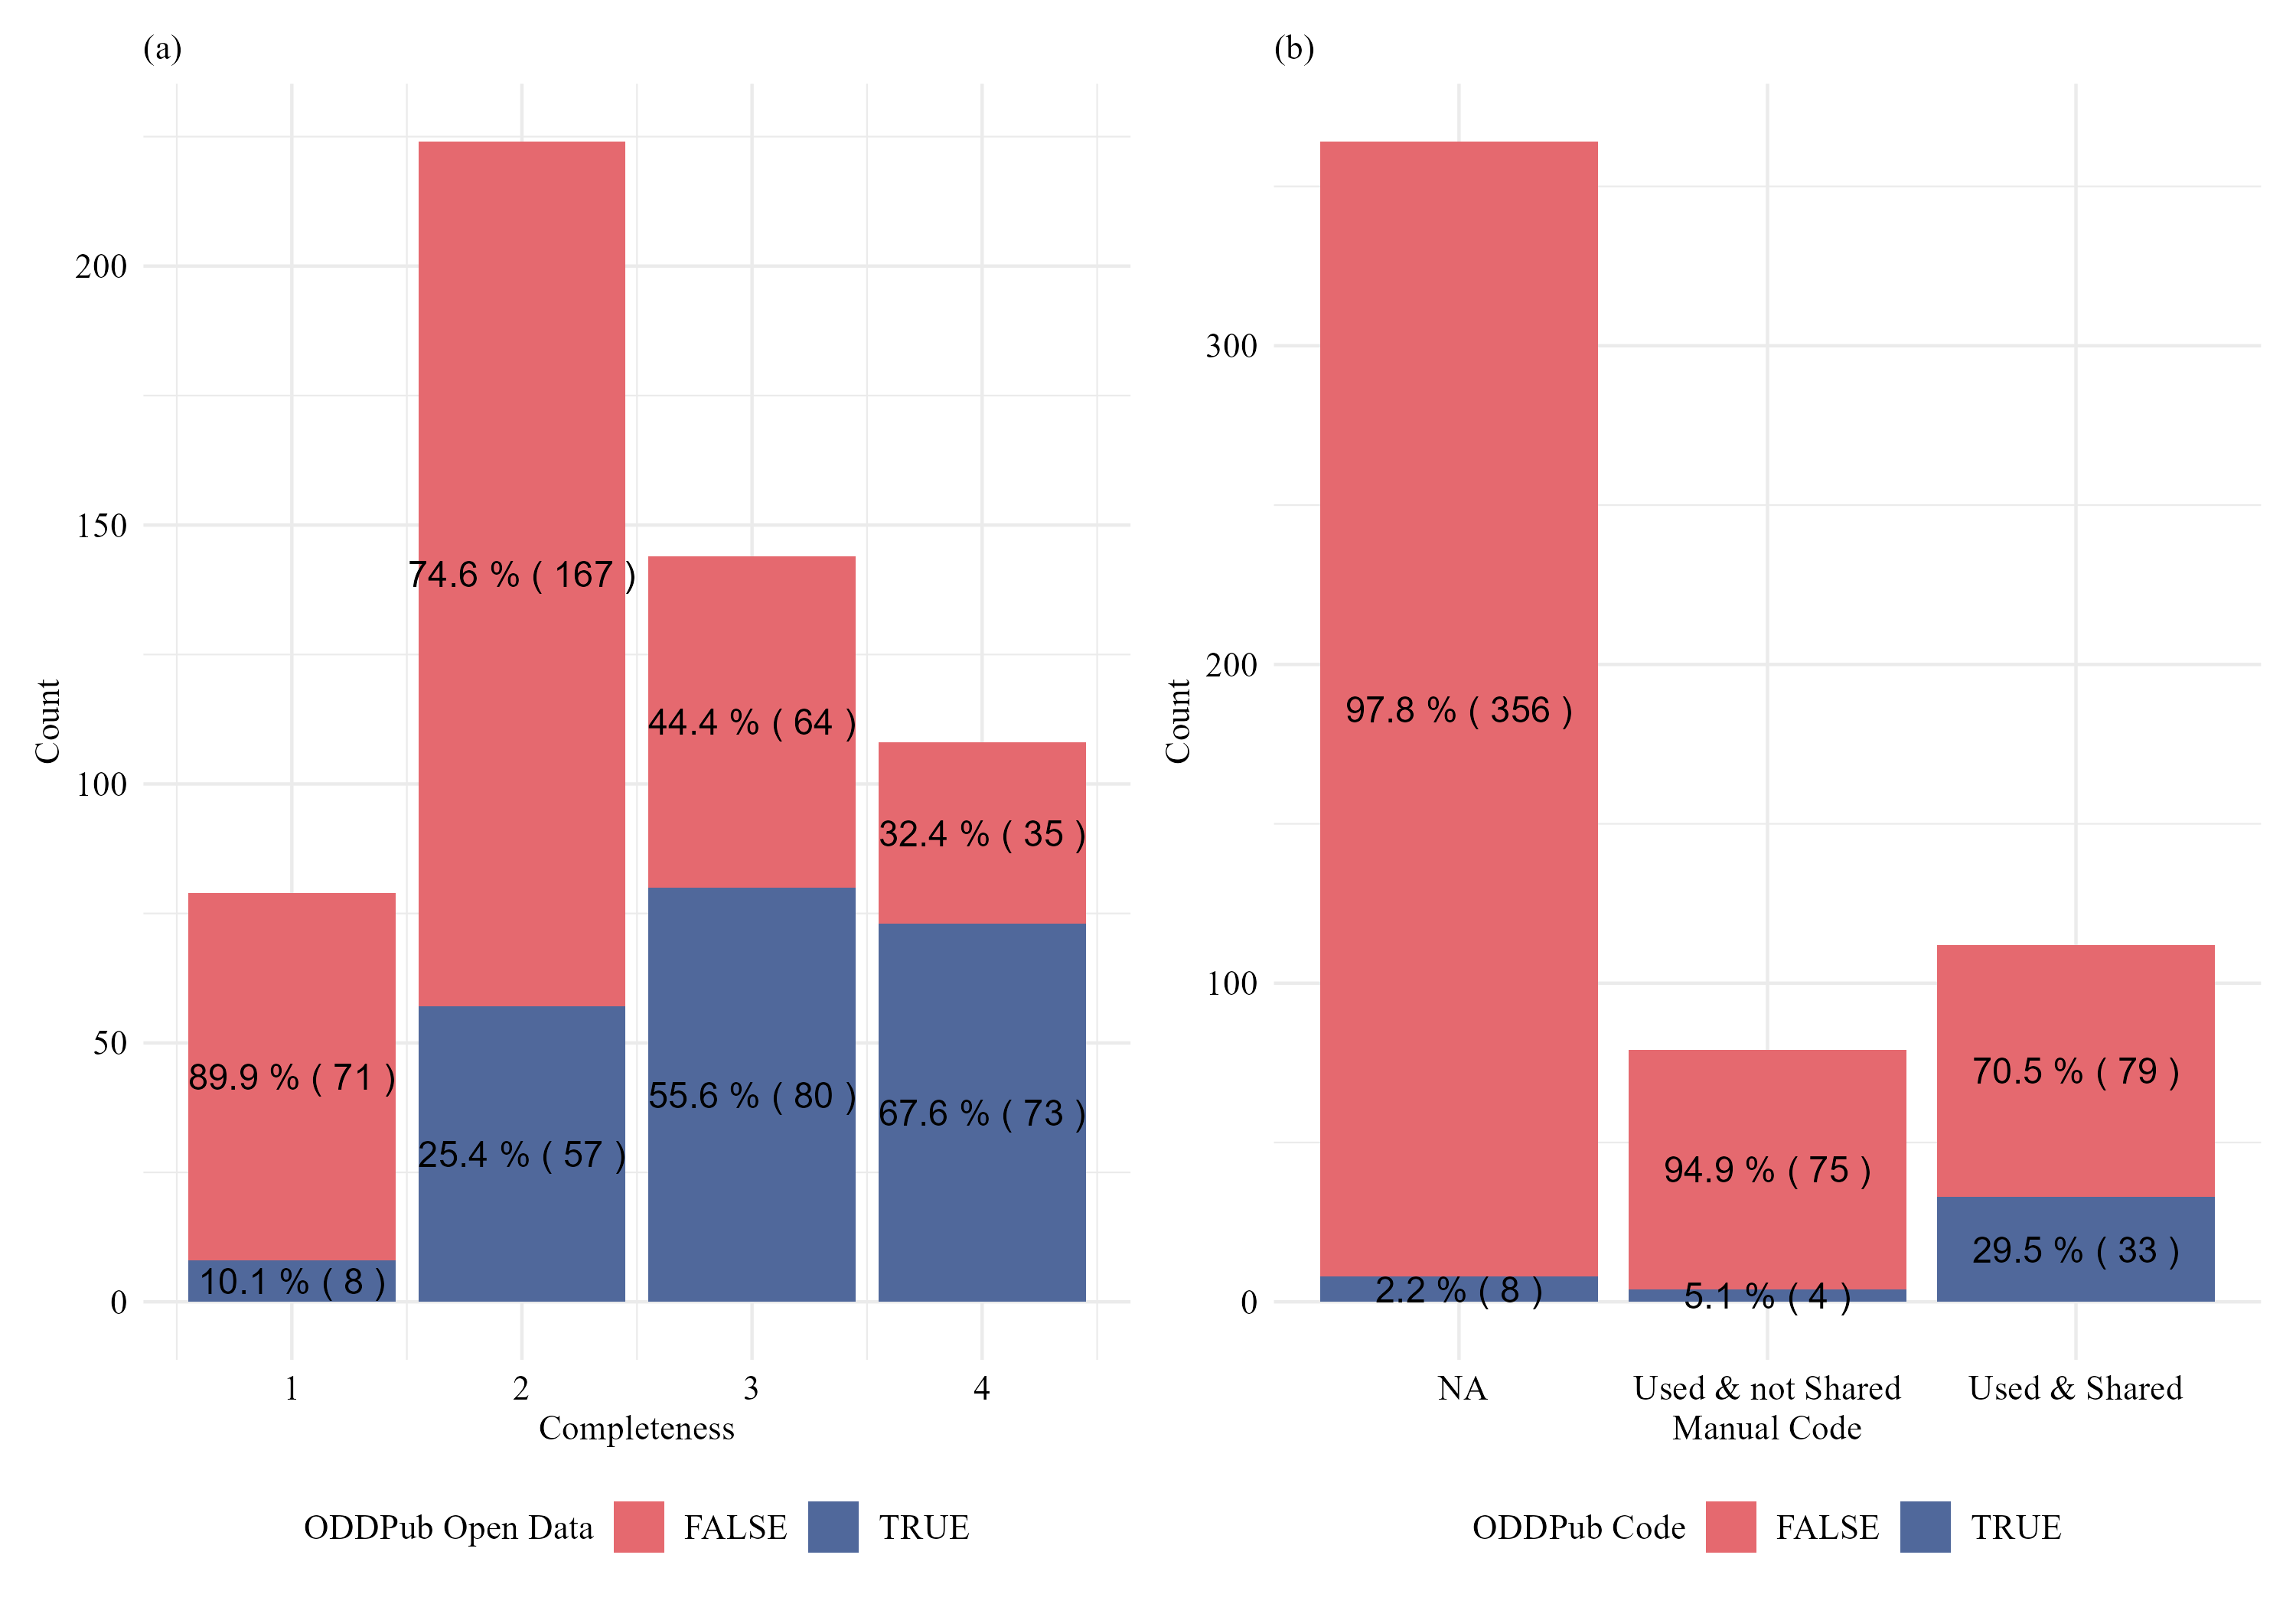 (a)
Count
200
150
100
50
0
74.6 % ( 167 )
44.4 % ( 64 )
32.4 % ( 35 )
89.9 % ( 71 )
55.6 % ( 80 )
67.6 % ( 73 )
25.4 % ( 57 )
10.1 % ( 8 )
1 2 3 4
Completeness
ODDPub Open Data FALSE TRUE
(b)
Count
300
200
100
0
97.8 % ( 356 )
70.5 % ( 79 )
94.9 % ( 75 )
29.5 % ( 33 )
2.2 % ( 8 )
5.1 % ( 4 )
NA Used & not Shared Used & Shared
Manual Code
ODDPub Code FALSE TRUE